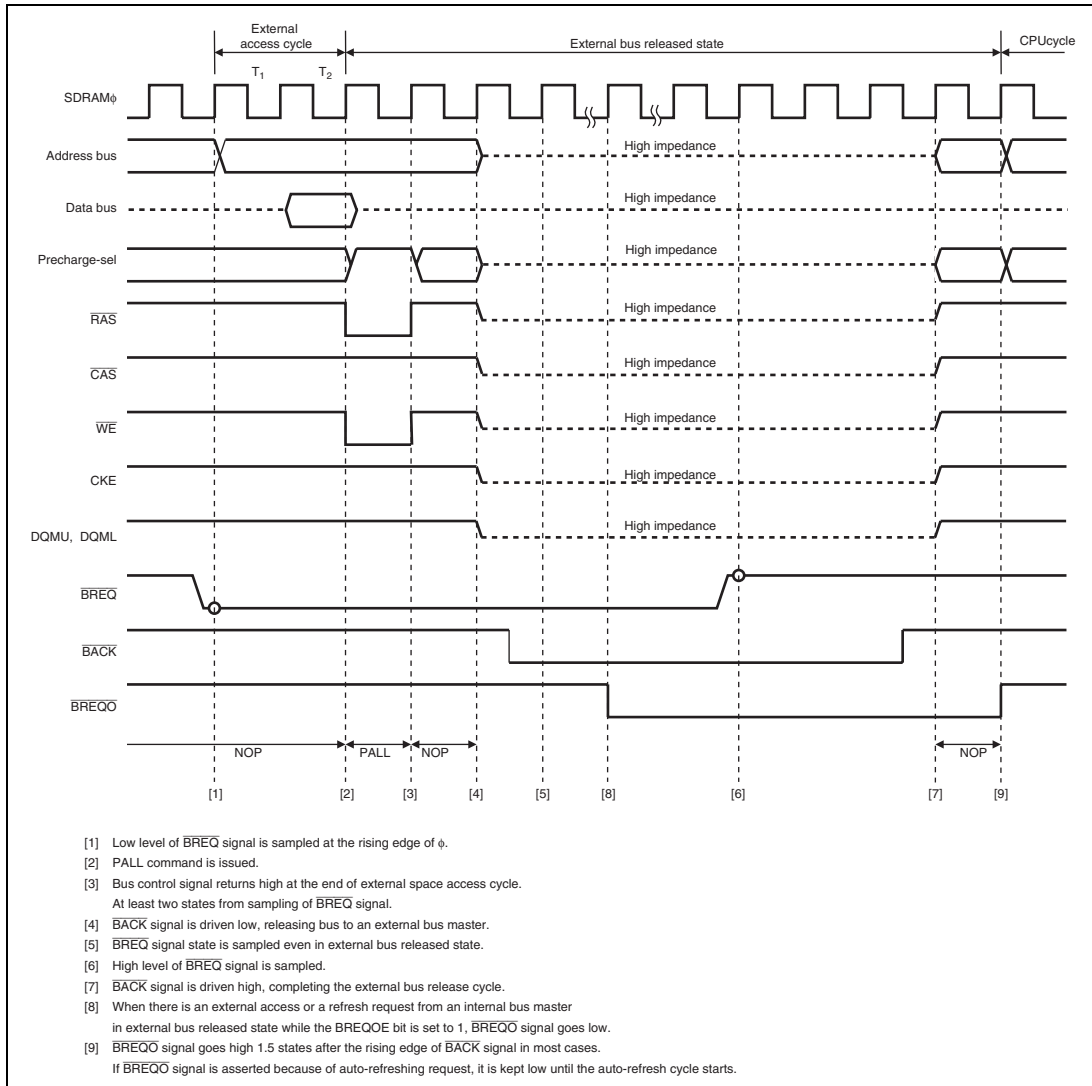 External
access cycle
External bus released state
CPUcycle
T1
T2
SDRAMφ
Address bus
High impedance
Data bus
High impedance
Precharge-sel
High impedance
RAS
High impedance
CAS
High impedance
WE
High impedance
CKE
High impedance
DQMU, DQML
High impedance
BREQ
BACK
BREQO
NOP
PALL
NOP
NOP
[1]
[2]
[3]
[4]
[5]
[8]
[6]
[7]
[9]
[1] Low level of BREQ signal is sampled at the rising edge of φ.
[2] PALL command is issued.
[3] Bus control signal returns high at the end of external space access cycle.
At least two states from sampling of BREQ signal.
[4] BACK signal is driven low, releasing bus to an external bus master.
[5] BREQ signal state is sampled even in external bus released state.
[6] High level of BREQ signal is sampled.
[7] BACK signal is driven high, completing the external bus release cycle.
[8] When there is an external access or a refresh request from an internal bus master
in external bus released state while the BREQOE bit is set to 1, BREQO signal goes low.
[9] BREQO signal goes high 1.5 states after the rising edge of BACK signal in most cases.
If BREQO signal is asserted because of auto-refreshing request, it is kept low until the auto-refresh cycle starts.